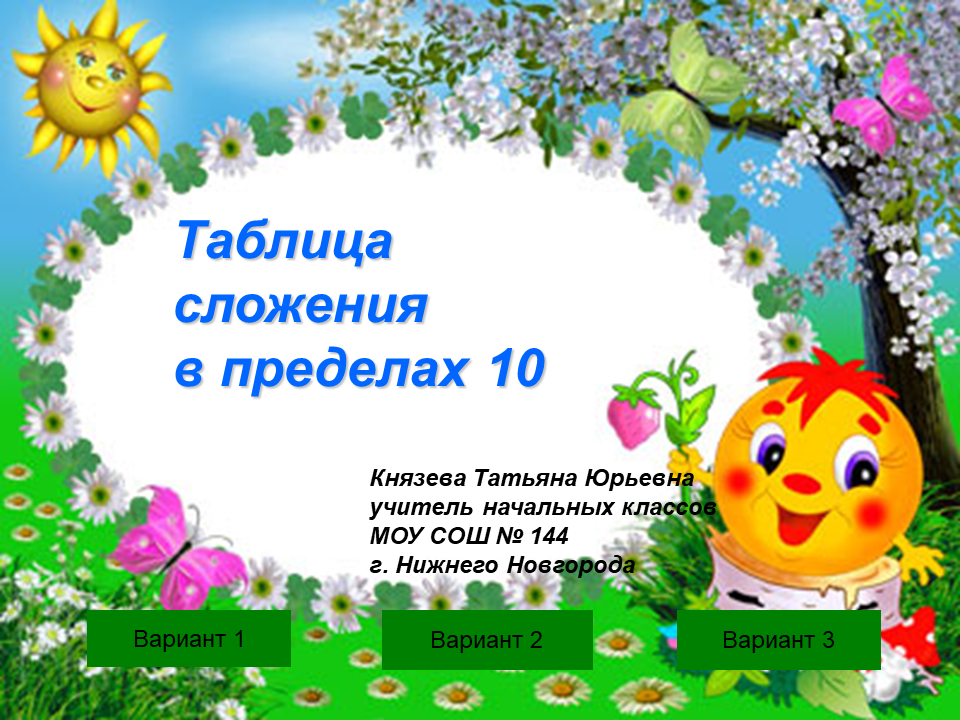 Таблица
сложения
в пределах 10
Князева Татьяна Юрьевна
учитель начальных классов
МОУ СОШ № 144
г. Нижнего Новгорода
Вариант 1
Вариант 2
Вариант 3